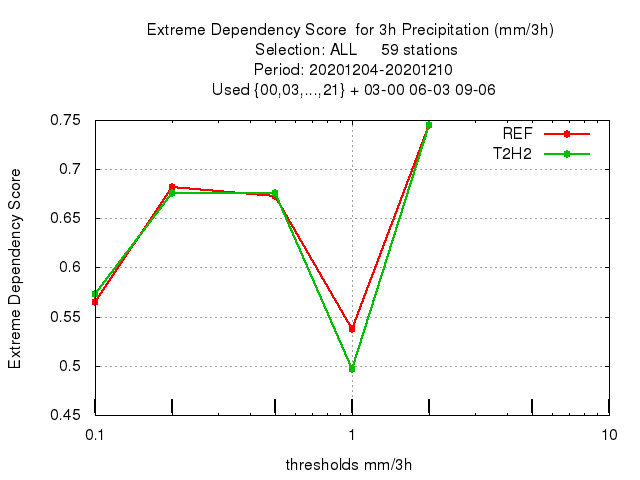 Extreme Dependency Score  for 3h Precipitation (mm/3h)
Selection: ALL     59 stations
Period: 20201204-20201210
Used {00,03,...,21} + 03-00 06-03 09-06
REF
T2H2
Extreme Dependency Score
0.75
0.7
0.65
0.6
0.55
0.5
0.45
0.1
1
10
thresholds mm/3h